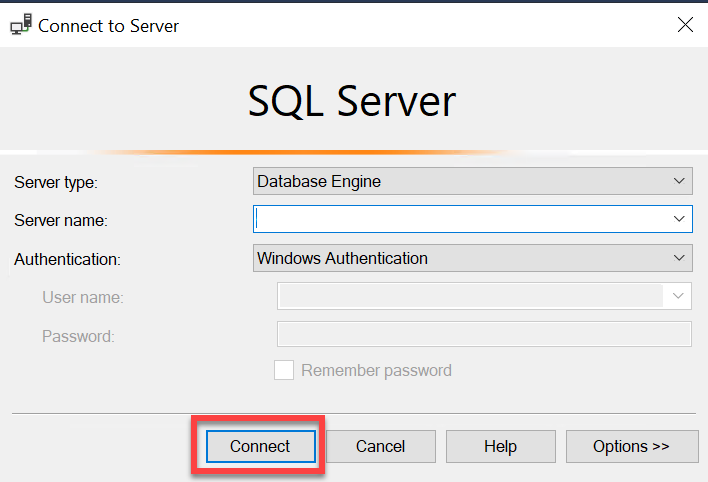 Connect to Server
SQL Server
Server type: Database Engine
Server name:
Authentication: Windows Authentication
User name:
Password:
Remember password
Connect Cancel Help Options >>